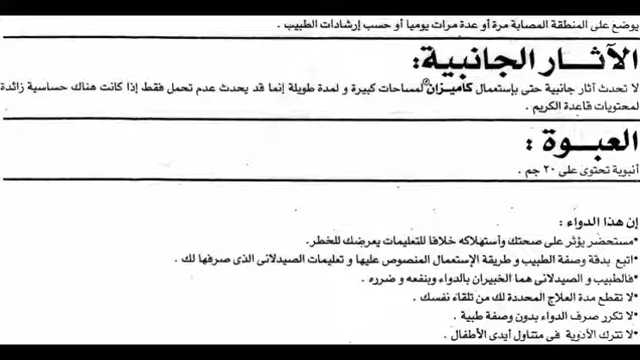 يوضع على المنطقة المصابة مرة أو عدة مرات يوميا أو حسب إرشادات الطبيب .
الآثار الجانبية:
لا تحدث آثار جانبية حتى بإستعمال كاميزان® لمساحات كبيرة و لمدة طويلة إنما قد يحدث عدم تحمل فقط إذا كانت هناك حساسية زائدة
لمحتويات قاعدة الكريم .
العبوة :
أنبوبة تحتوى على ٢٠ جم .
إن هذا الدواء :
•مستحضر يؤثر على صحتك وأستهلاكه خلافا للتعليمات يعرضك للخطر.
•اتبع بدقة وصفة الطبيب و طريقة الإستعمال المنصوص عليها و تعليمات الصيدلانى الذى صرفها لك .
•فالطبيب و الصيدلانى هما الخبيران بالدواء وبنفعه و ضرره .
•لا تقطع مدة العلاج المحددة لك من تلقاء نفسك .
•لا تكرر صرف الدواء بدون وصفة طبية .
•لا تترك الأدوية فى متناول أيدى الأطفال .